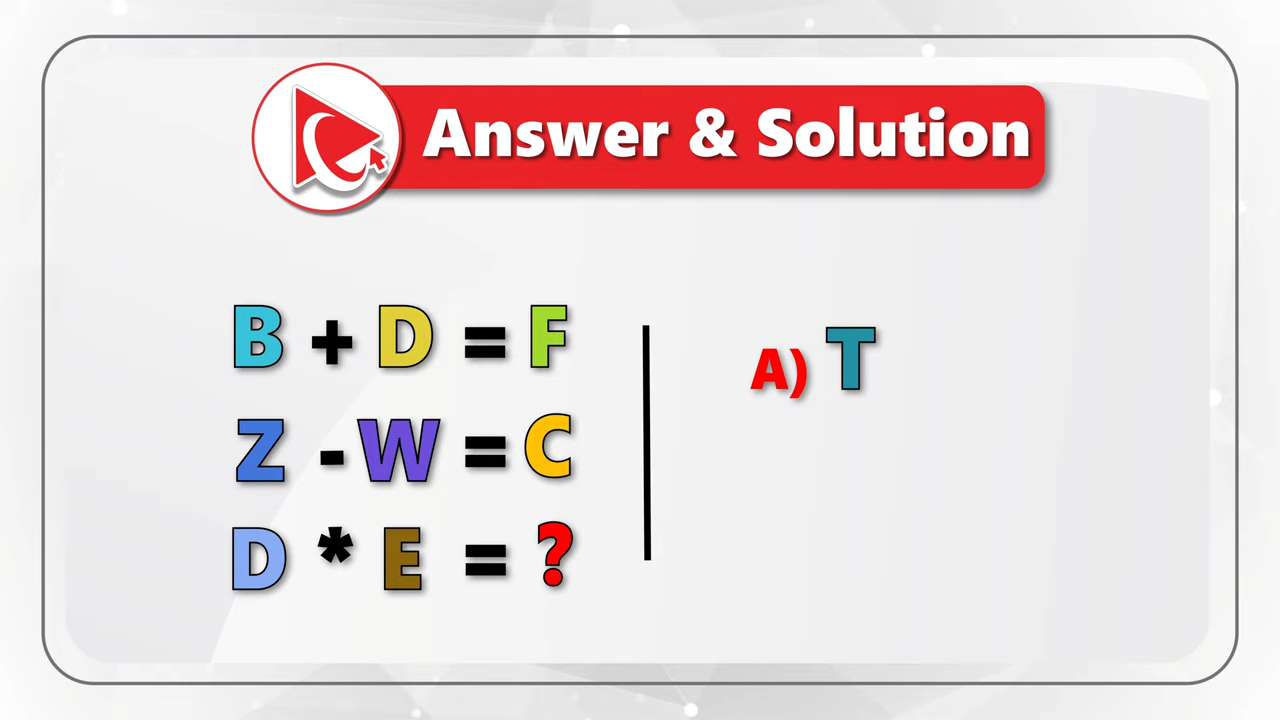 Answer & Solution
B + D = F
Z - W = C
D * E = ?
A) T